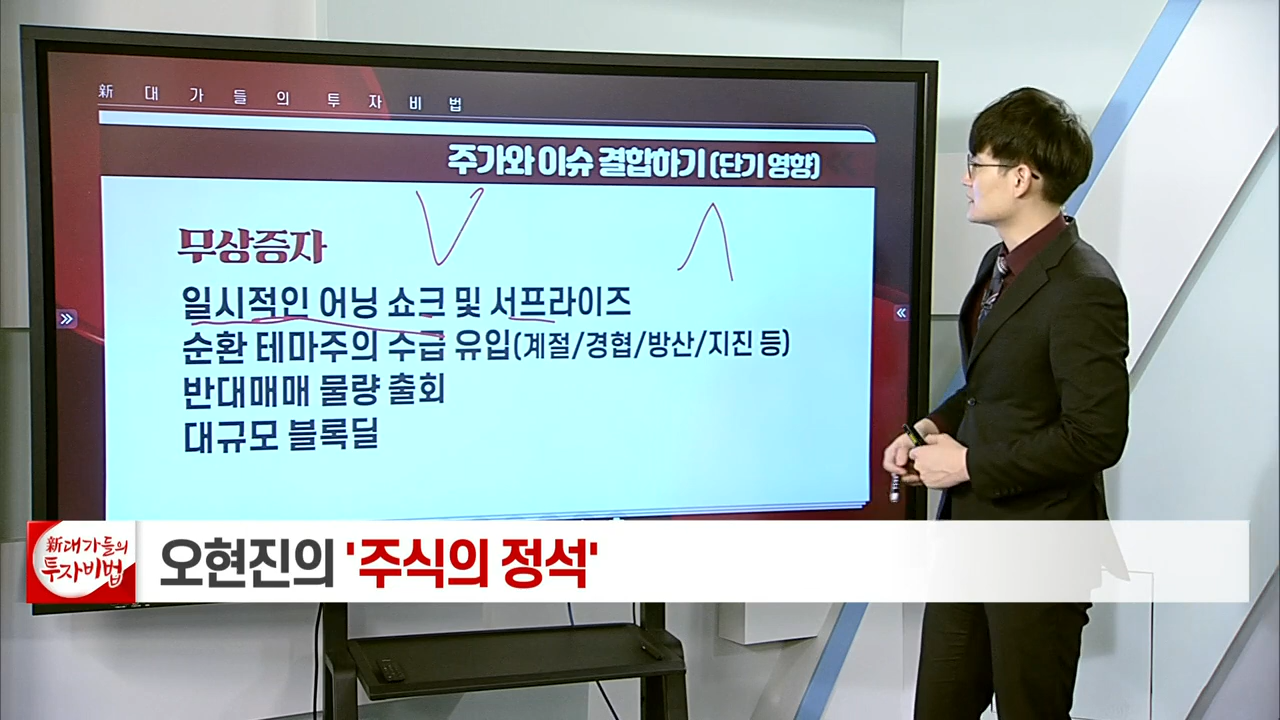 新 대 가 들 의 투 자 비 법
주가와 이슈 결합하기 (단기 영향)
무상증자
일시적인 어닝 쇼크 및 서프라이즈
순환 테마주의 수급 유입(계절/경협/방산/지진 등)
반대매매 물량 출회
대규모 블록딜
新대가들의
투자비법
오현진의 '주식의 정석'